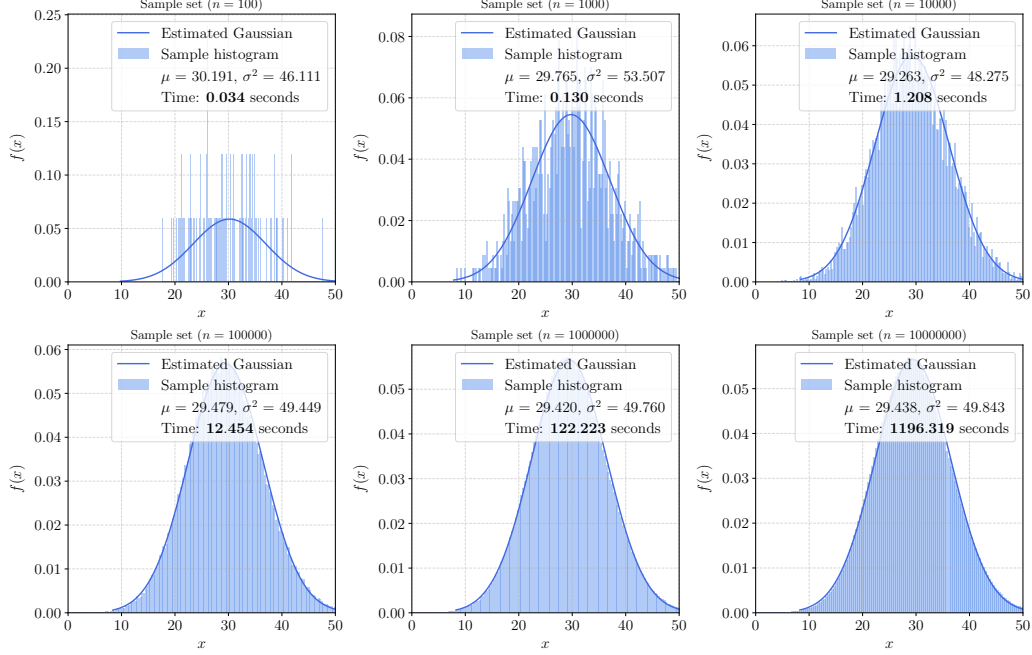 Sample set (n = 100)
Estimated Gaussian
Sample histogram
μ = 30.191, σ² = 46.111
Time: 0.034 seconds
0.25
0.20
0.15
0.10
0.05
0.00
f(x)
0 10 20 30 40 50
x
Sample set (n = 1000)
Estimated Gaussian
Sample histogram
μ = 29.765, σ² = 53.507
Time: 0.130 seconds
0.08
0.06
0.04
0.02
0.00
f(x)
0 10 20 30 40 50
x
Sample set (n = 10000)
Estimated Gaussian
Sample histogram
μ = 29.263, σ² = 48.275
Time: 1.208 seconds
0.06
0.05
0.04
0.03
0.02
0.01
0.00
f(x)
0 10 20 30 40 50
x
Sample set (n = 100000)
Estimated Gaussian
Sample histogram
μ = 29.479, σ² = 49.449
Time: 12.454 seconds
0.06
0.05
0.04
0.03
0.02
0.01
0.00
f(x)
0 10 20 30 40 50
x
Sample set (n = 1000000)
Estimated Gaussian
Sample histogram
μ = 29.420, σ² = 49.760
Time: 122.223 seconds
0.05
0.04
0.03
0.02
0.01
0.00
f(x)
0 10 20 30 40 50
x
Sample set (n = 10000000)
Estimated Gaussian
Sample histogram
μ = 29.438, σ² = 49.843
Time: 1196.319 seconds
0.05
0.04
0.03
0.02
0.01
0.00
f(x)
0 10 20 30 40 50
x